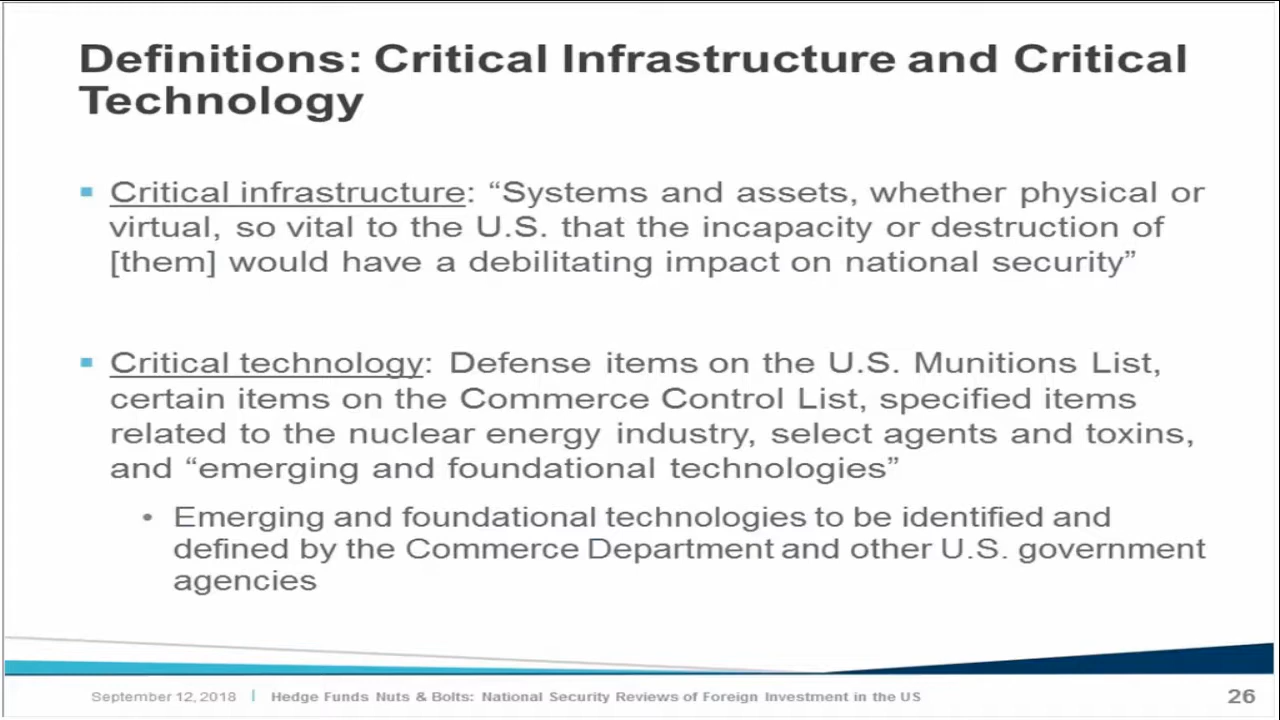 Definitions: Critical Infrastructure and Critical
Technology
▪ Critical infrastructure: “Systems and assets, whether physical or
virtual, so vital to the U.S. that the incapacity or destruction of
[them] would have a debilitating impact on national security”
▪ Critical technology: Defense items on the U.S. Munitions List,
certain items on the Commerce Control List, specified items
related to the nuclear energy industry, select agents and toxins,
and “emerging and foundational technologies”
• Emerging and foundational technologies to be identified and
defined by the Commerce Department and other U.S. government
agencies
September 12, 2018 | Hedge Funds Nuts & Bolts: National Security Reviews of Foreign Investment in the US 26